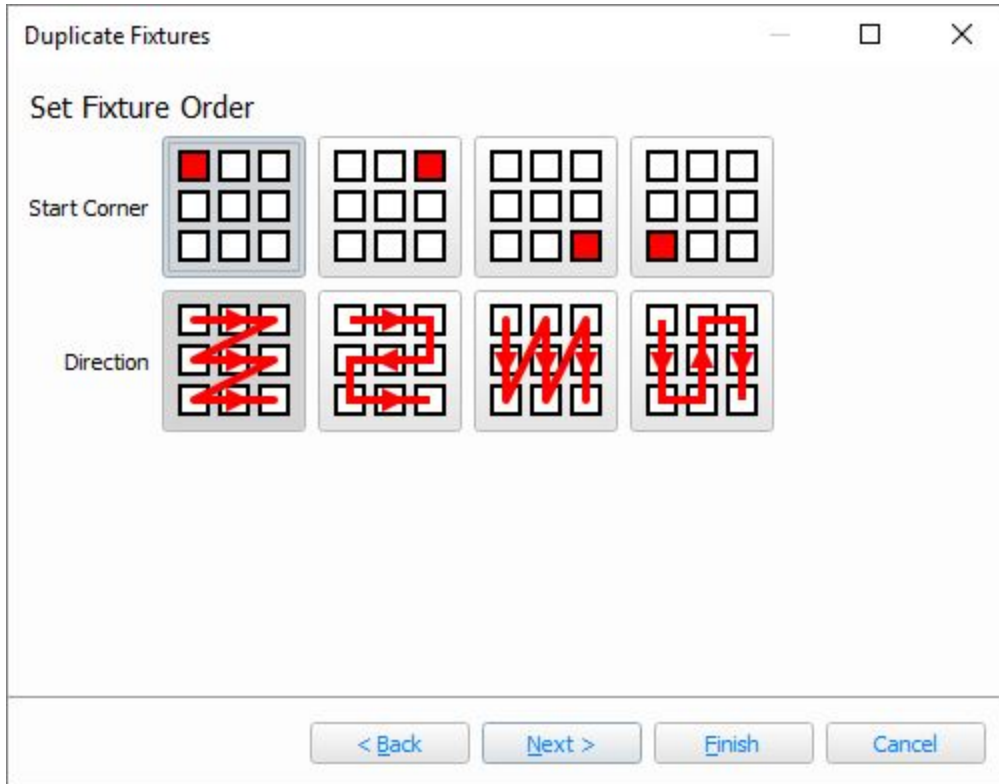 Duplicate Fixtures
Set Fixture Order
Start Corner
Direction
< Back
Next >
Finish
Cancel